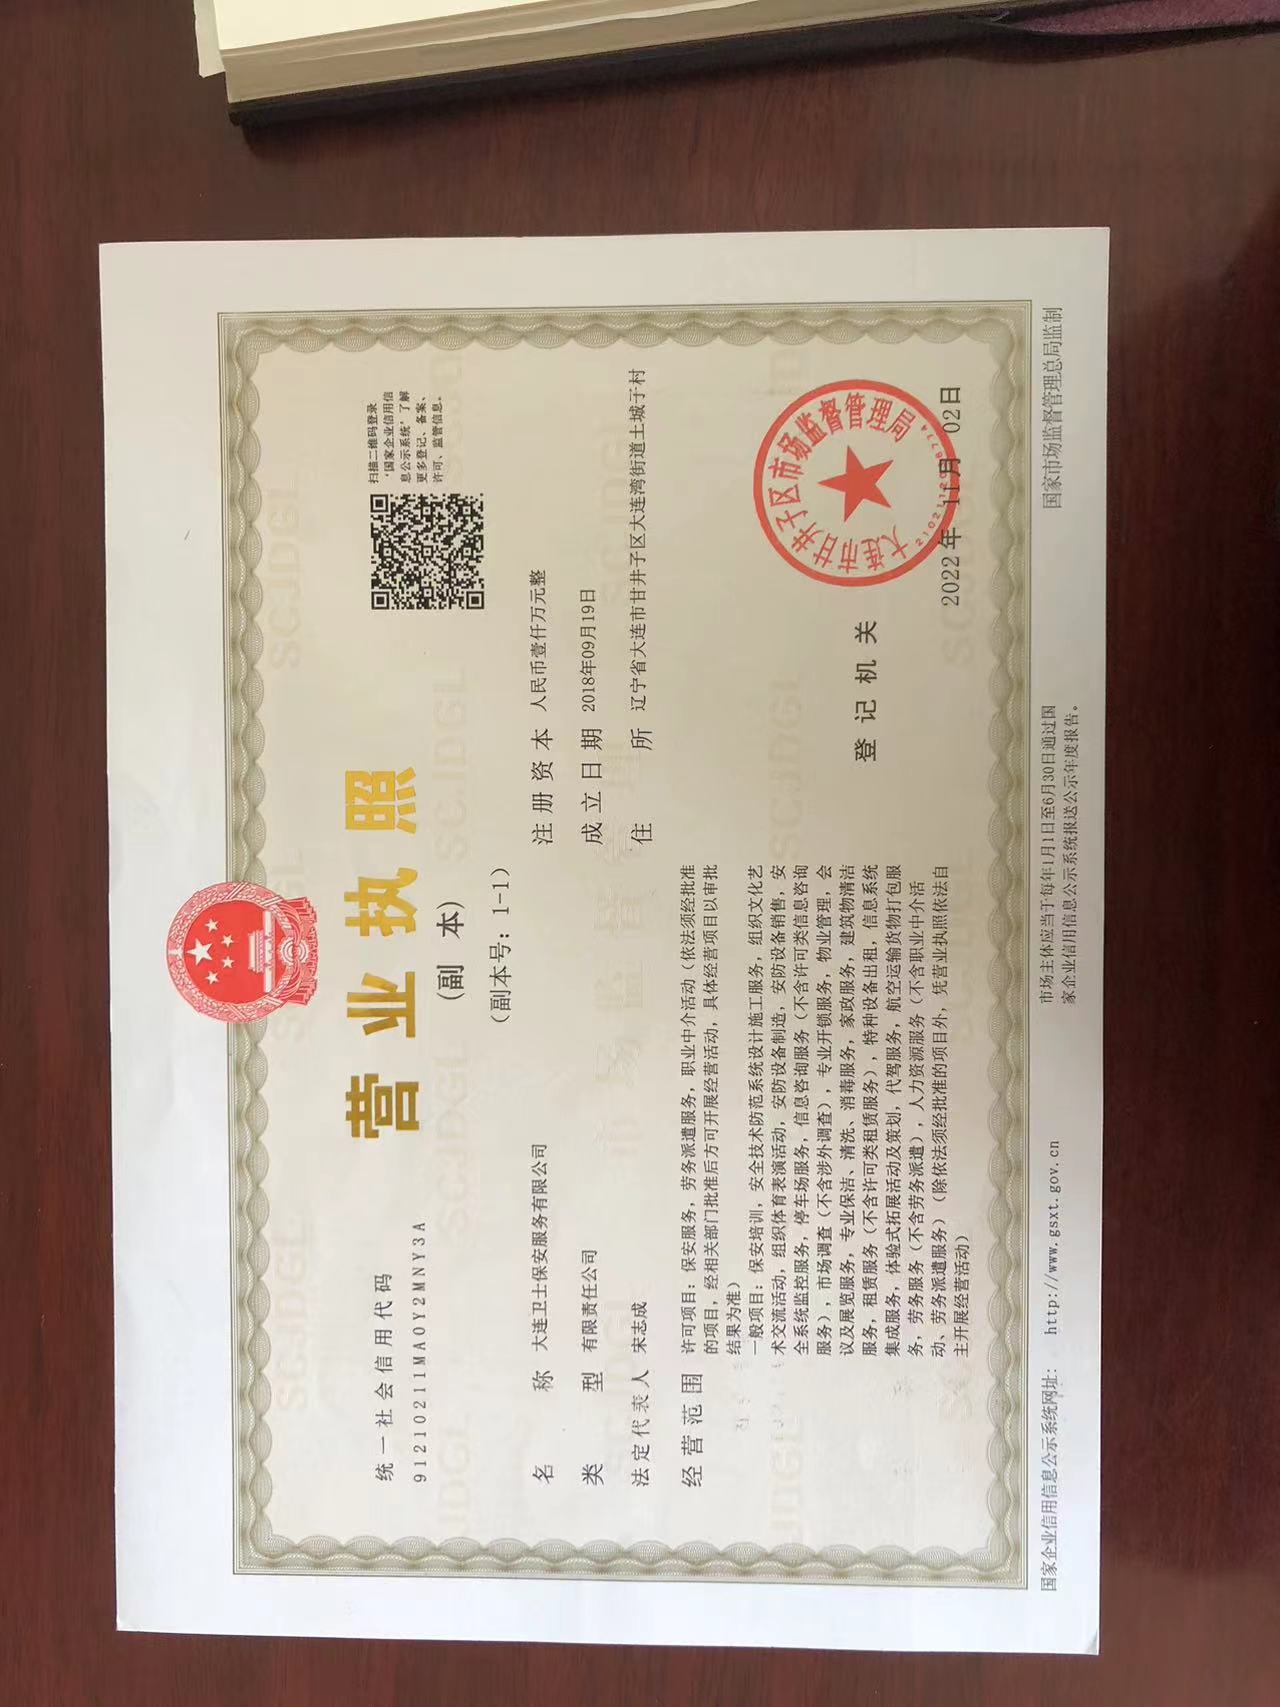 统一社会信用代码
91210211MA0Y2MNY3A
营业执照
(副本)
(副本号:1-1)
扫描二维码登录
‘国家企业信用信
息公示系统’了解
更多登记、备案、
许可、监管信息。
名称 大连卫士保安服务有限公司
类型 有限责任公司
法定代表人 宋志成
经营范围 许可项目:保安服务,劳务派遣服务,职业中介活动(依法须经批准
的项目,经相关部门批准后方可开展经营活动,具体经营项目以审批
结果为准)
一般项目:保安培训,安全技术防范系统设计施工服务,组织文化艺
术交流活动,组织体育表演活动,安防设备制造,安防设备销售,安
全系统监控服务,停车场服务,信息咨询服务(不含许可类信息咨询
服务),市场调查(不含涉外调查),专业开锁服务,物业管理,会
议及展览服务,专业保洁、清洗、消毒服务,家政服务,建筑物清洁
服务,租赁服务(不含许可类租赁服务),特种设备出租,信息系统
集成服务,体验式拓展活动及策划,代驾服务,航空运输货物打包服
务,劳务服务(不含劳务派遣),人力资源服务(不含职业中介活
动、劳务派遣服务)(除依法须经批准的项目外,凭营业执照依法自
主开展经营活动)
注册资本 人民币壹仟万元整
成立日期 2018年09月19日
住所 辽宁省大连市甘井子区大连湾街道土城子村
登记机关
大连市甘井子区市场监督管理局
2022年 11月 02日
国家企业信用信息公示系统网址: http://www.gsxt.gov.cn
市场主体应当于每年1月1日至6月30日通过国
家企业信用信息公示系统报送公示年度报告。
国家市场监督管理总局监制